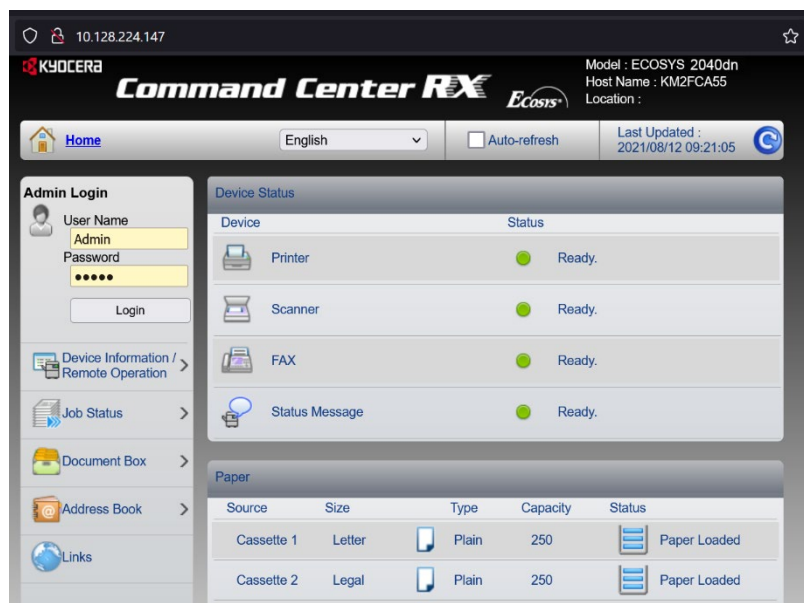 10.128.224.147
KYOCERA
Command Center RX
Ecosys
Model : ECOSYS 2040dn
Host Name : KM2FCA55
Location :
Home
English
Auto-refresh
Last Updated :
2021/08/12 09:21:05
Admin Login
User Name
Admin
Password
•••••
Login
Device Information /
Remote Operation
Job Status
Document Box
Address Book
Links
Device Status
Device Status
Printer Ready.
Scanner Ready.
FAX Ready.
Status Message Ready.
Paper
Source Size Type Capacity Status
Cassette 1 Letter Plain 250 Paper Loaded
Cassette 2 Legal Plain 250 Paper Loaded